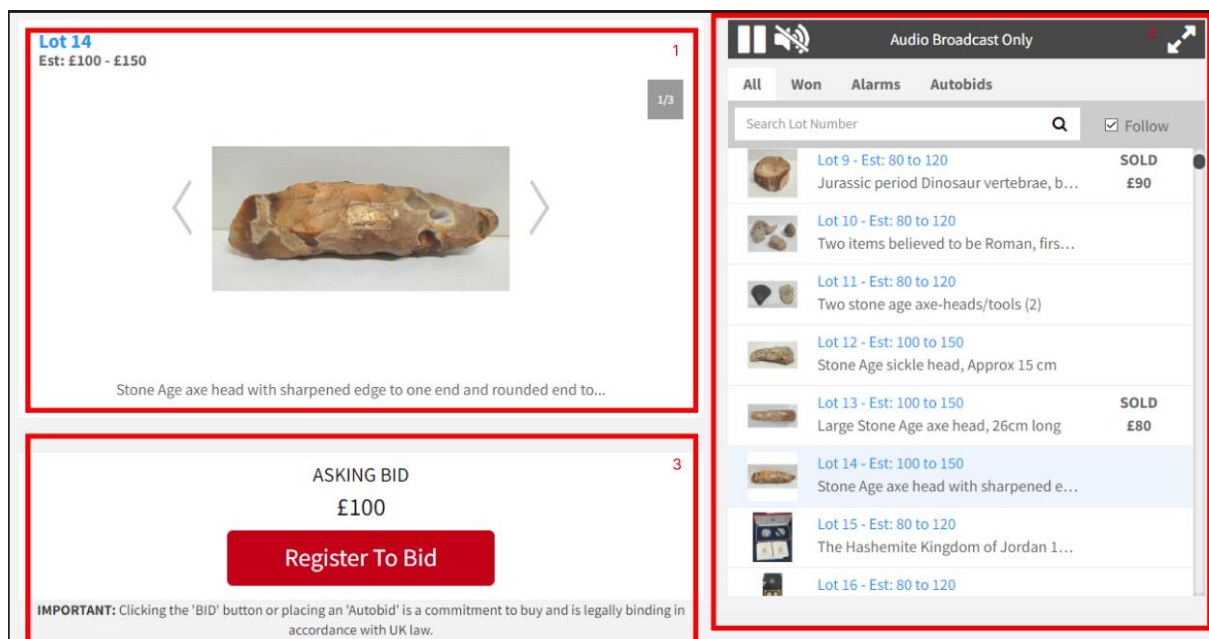 Lot 14
Est: £100 - £150
1
1/3
Stone Age axe head with sharpened edge to one end and rounded end to...
Audio Broadcast Only
2
All Won Alarms Autobids
Search Lot Number
Follow
Lot 9 - Est: 80 to 120 SOLD
Jurassic period Dinosaur vertebrae, b... £90
Lot 10 - Est: 80 to 120
Two items believed to be Roman, firs...
Lot 11 - Est: 80 to 120
Two stone age axe-heads/tools (2)
Lot 12 - Est: 100 to 150
Stone Age sickle head, Approx 15 cm
Lot 13 - Est: 100 to 150 SOLD
Large Stone Age axe head, 26cm long £80
Lot 14 - Est: 100 to 150
Stone Age axe head with sharpened e...
Lot 15 - Est: 80 to 120
The Hashemite Kingdom of Jordan 1...
Lot 16 - Est: 80 to 120
3
ASKING BID
£100
Register To Bid
IMPORTANT: Clicking the 'BID' button or placing an 'Autobid' is a commitment to buy and is legally binding in
accordance with UK law.